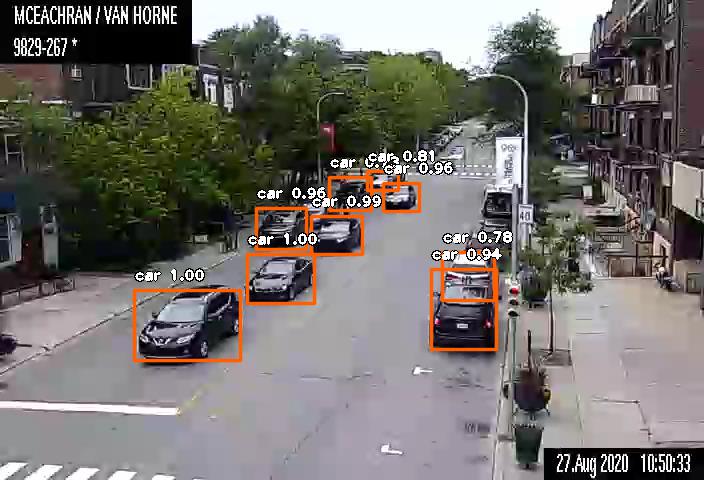 MCEACHRAN / VAN HORNE
9829-267 *
car 0.81
car 0.96
car 0.96
car 0.99
car 1.00
car 0.78
car 0.94
car 1.00
27.Aug 2020 10:50:33